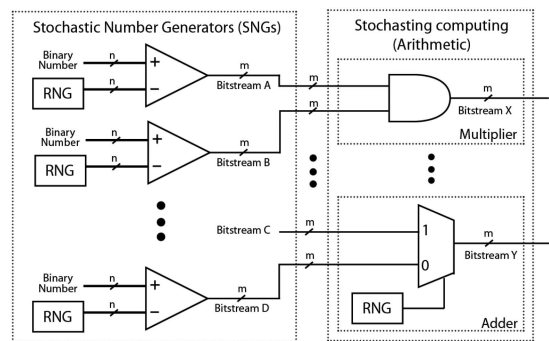 Stochastic Number Generators (SNGs)
Binary
Number
n
+
RNG
n
−
m
Bitstream A
Binary
Number
n
+
RNG
n
−
m
Bitstream B
Bitstream C
Binary
Number
n
+
RNG
n
−
m
Bitstream D
Stochasting computing
(Arithmetic)
m
m
m
Bitstream X
Multiplier
m
1
m
0
m
Bitstream Y
RNG
Adder